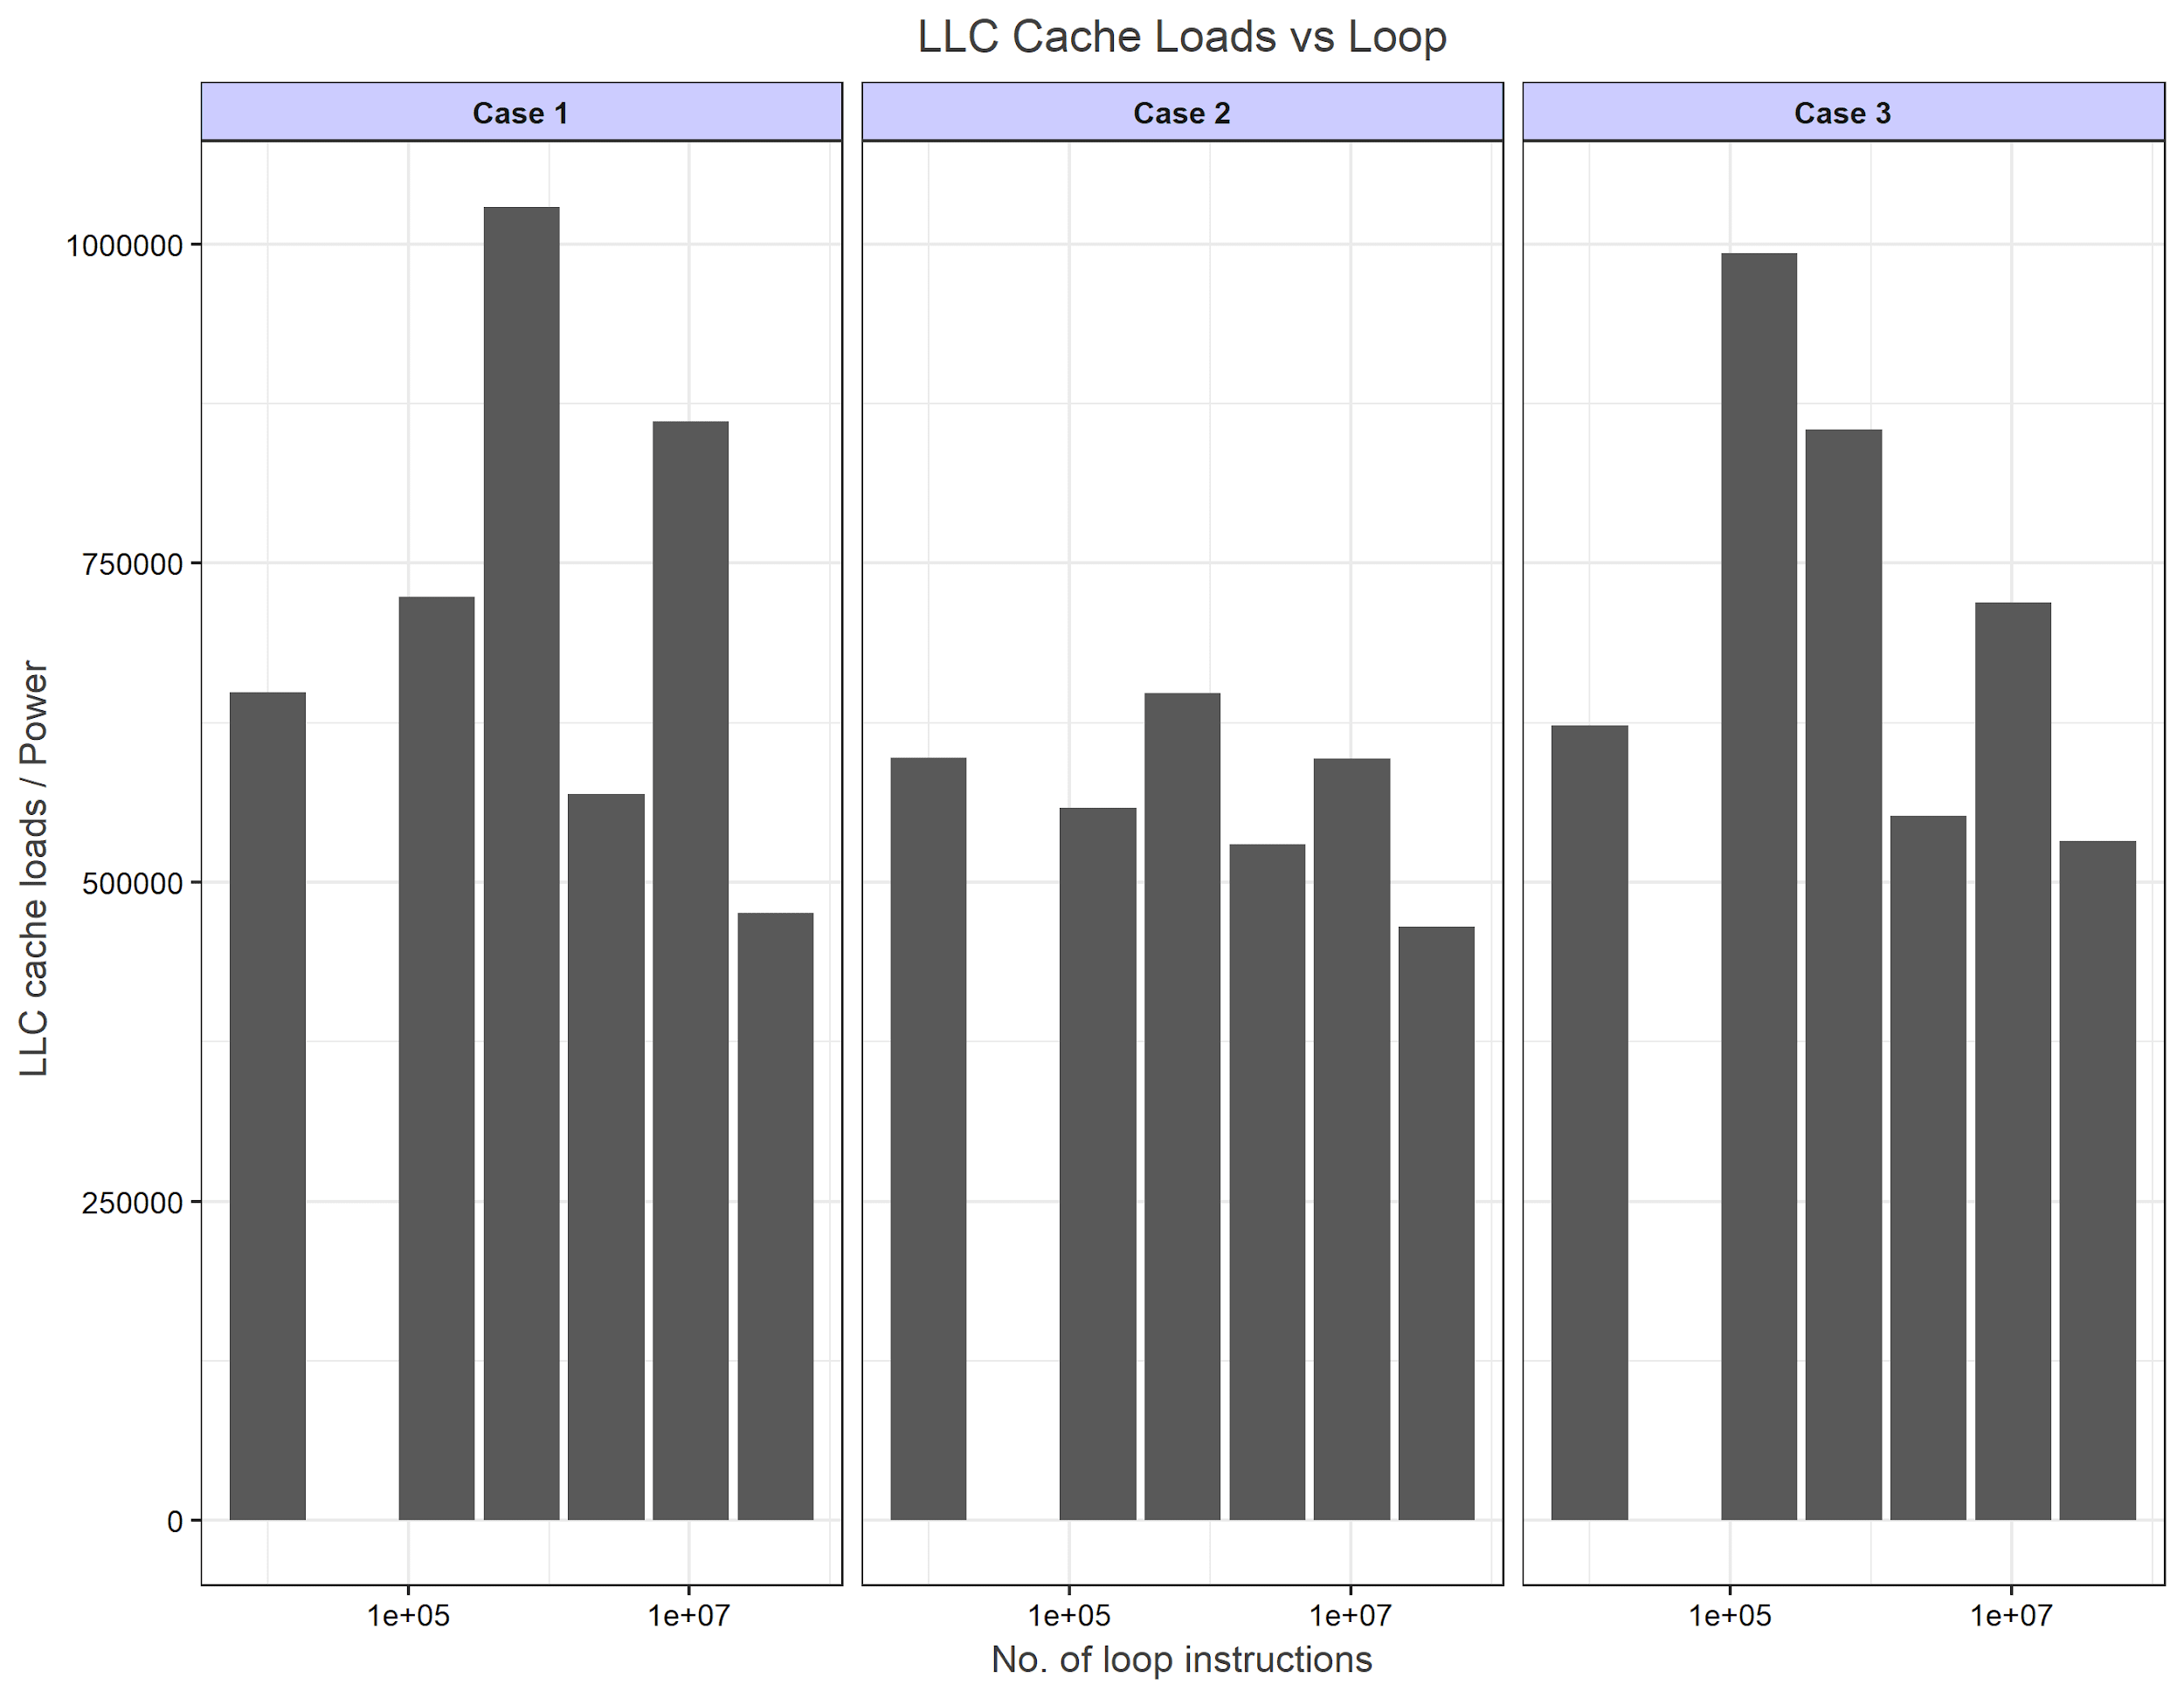 LLC Cache Loads vs Loop
Case 1
Case 2
Case 3
LLC cache loads / Power
1000000
750000
500000
250000
0
1e+05
1e+07
1e+05
1e+07
1e+05
1e+07
No. of loop instructions